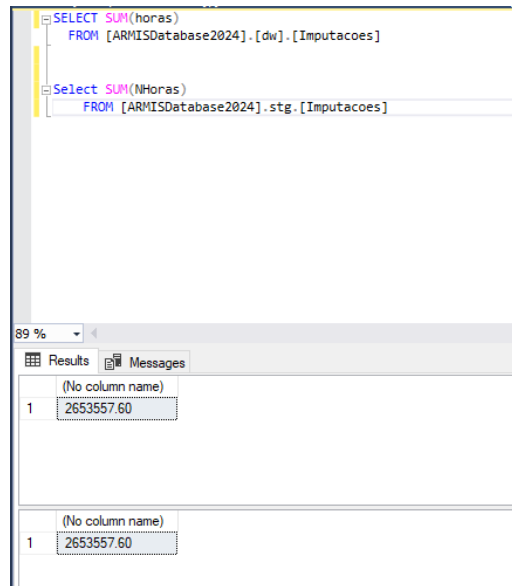 SELECT SUM(horas)
FROM [ARMISDatabase2024].[dw].[Imputacoes]
Select SUM(NHoras)
FROM [ARMISDatabase2024].stg.[Imputacoes]
89 %
Results Messages
(No column name)
1 2653557.60
(No column name)
1 2653557.60